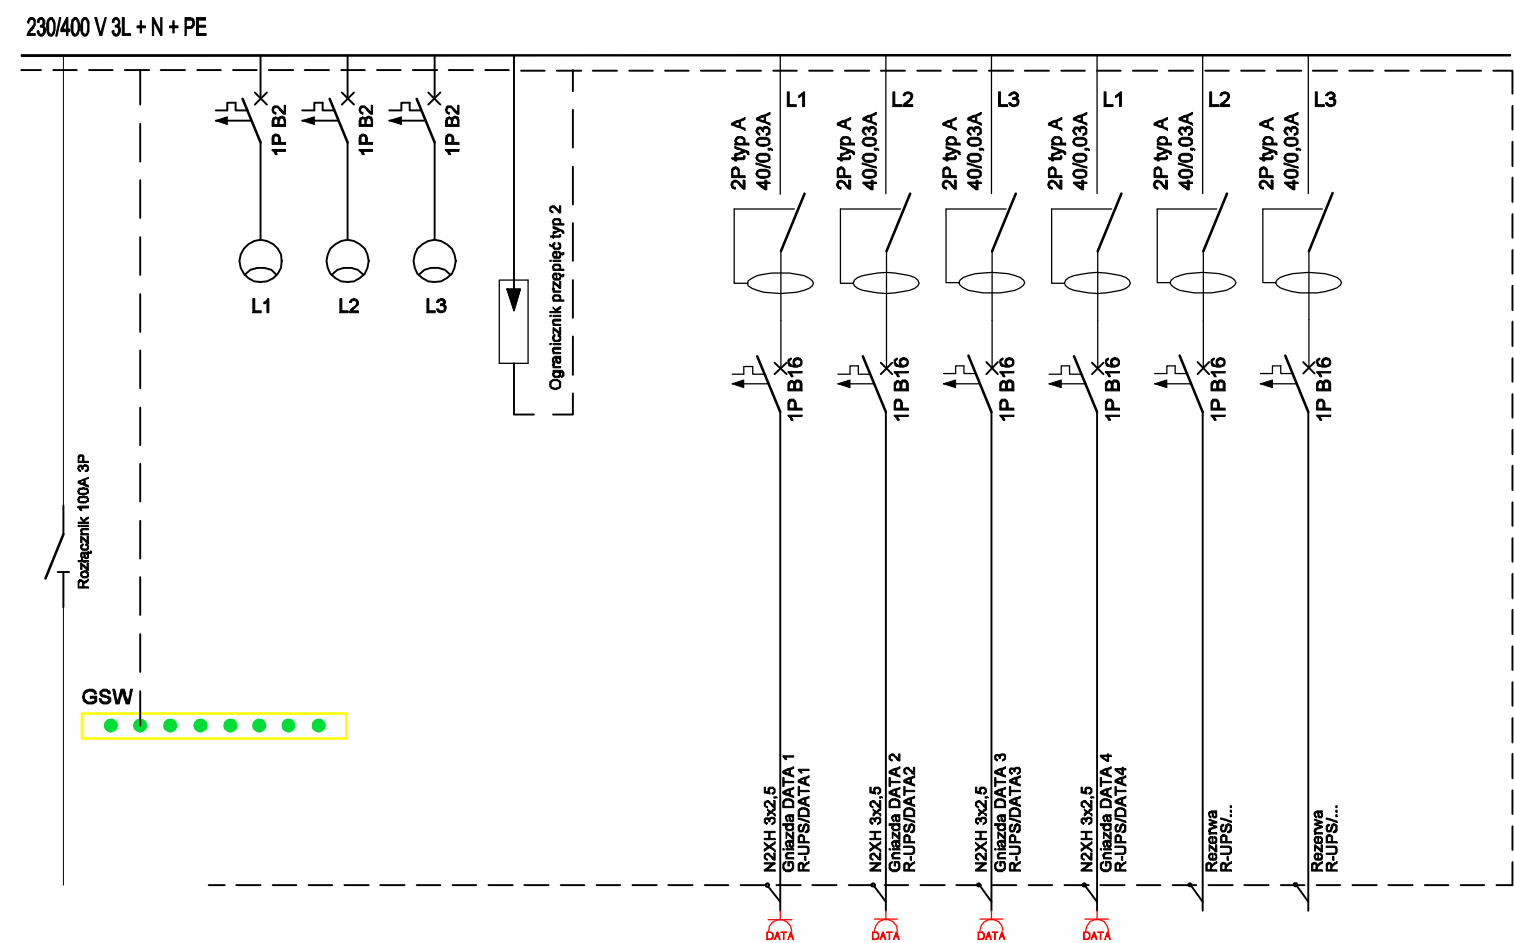 230/400 V 3L + N + PE
1P B2
1P B2
1P B2
L1
L2
L3
Ogranicznik przepięć typ 2
Rozłącznik 100A 3P
GSW
L1
2P typ A
40/0,03A
L2
2P typ A
40/0,03A
L3
2P typ A
40/0,03A
L1
2P typ A
40/0,03A
L2
2P typ A
40/0,03A
L3
2P typ A
40/0,03A
1P B16
1P B16
1P B16
1P B16
1P B16
1P B16
N2XH 3x2,5
Gniazda DATA 1
R-UPS/DATA1
N2XH 3x2,5
Gniazda DATA 2
R-UPS/DATA2
N2XH 3x2,5
Gniazda DATA 3
R-UPS/DATA3
N2XH 3x2,5
Gniazda DATA 4
R-UPS/DATA4
Rezerwa
R-UPS/...
Rezerwa
R-UPS/...
DATA
DATA
DATA
DATA